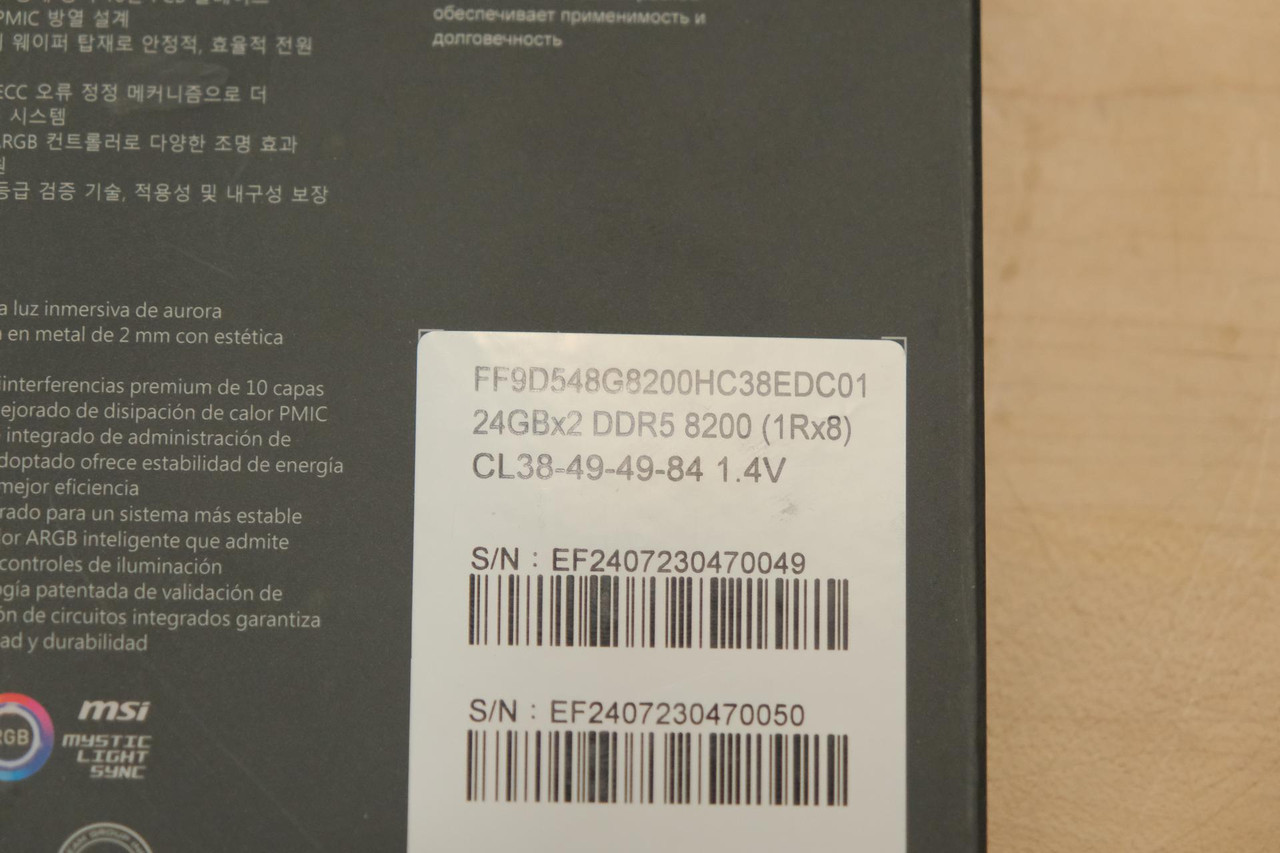 PMIC 방열 설계
웨이퍼 탑재로 안정적, 효율적 전원
ECC 오류 정정 메커니즘으로 더
시스템
ARGB 컨트롤러로 다양한 조명 효과
등급 검증 기술, 적용성 및 내구성 보장
обеспечивает применимость и
долговечность
a luz inmersiva de aurora
en metal de 2 mm con estética
interferencias premium de 10 capas
ejorado de disipación de calor PMIC
integrado de administración de
doptado ofrece estabilidad de energía
mejor eficiencia
rado para un sistema más estable
or ARGB inteligente que admite
controles de iluminación
gía patentada de validación de
ón de circuitos integrados garantiza
ad y durabilidad
RGB
msi
MYSTIC
LIGHT
SYNC
FF9D548G8200HC38EDC01
24GBx2 DDR5 8200 (1Rx8)
CL38-49-49-84 1.4V
S/N : EF2407230470049
S/N : EF2407230470050